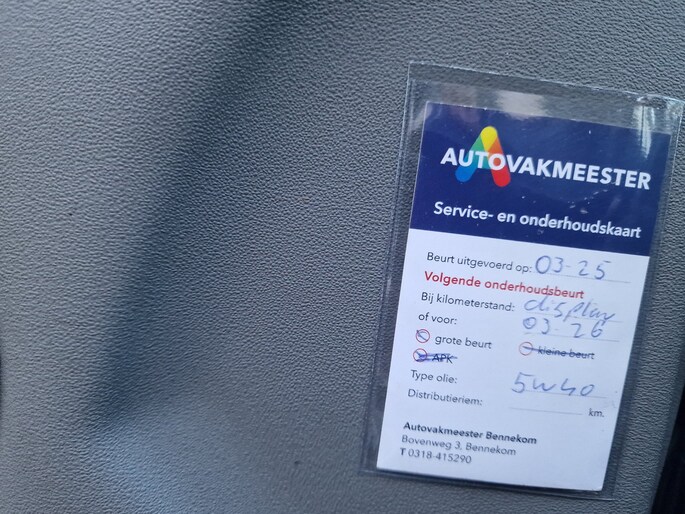 AUTOVAKMEESTER
Service- en onderhoudskaart
Beurt uitgevoerd op: 03-25
Volgende onderhoudsbeurt
Bij kilometerstand: display
of voor: 03-26
grote beurt kleine beurt
APK
Type olie: 5w40
Distributieriem: km.
Autovakmeester Bennekom
Bovenweg 3, Bennekom
T 0318-415290